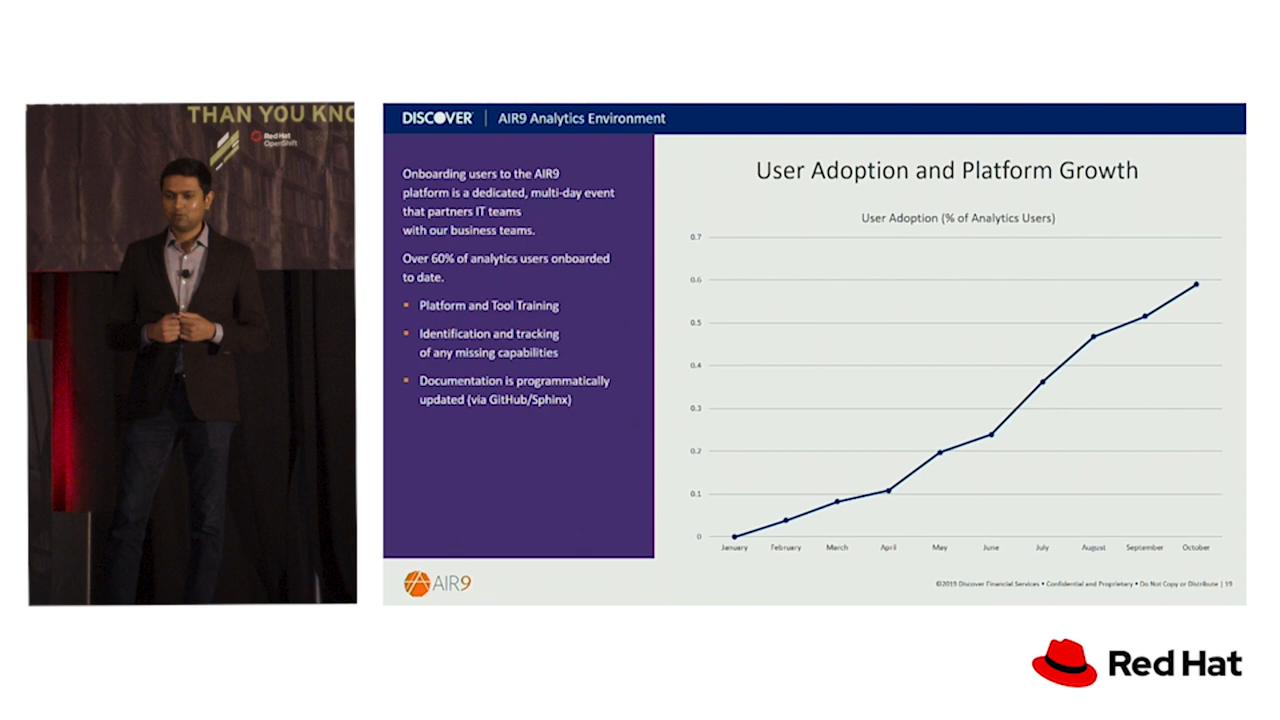 THAN YOU KNO
Red Hat
OpenShift
DISCOVER
AIR9 Analytics Environment
Onboarding users to the AIR9
platform is a dedicated, multi-day event
that partners IT teams
with our business teams.
Over 60% of analytics users onboarded
to date.
▪ Platform and Tool Training
▪ Identification and tracking
of any missing capabilities
▪ Documentation is programmatically
updated (via GitHub/Sphinx)
User Adoption and Platform Growth
User Adoption (% of Analytics Users)
0.7
0.6
0.5
0.4
0.3
0.2
0.1
0
January February March April May June July August September October
AIR9
©2019 Discover Financial Services • Confidential and Proprietary • Do Not Copy or Distribute | 19
Red Hat